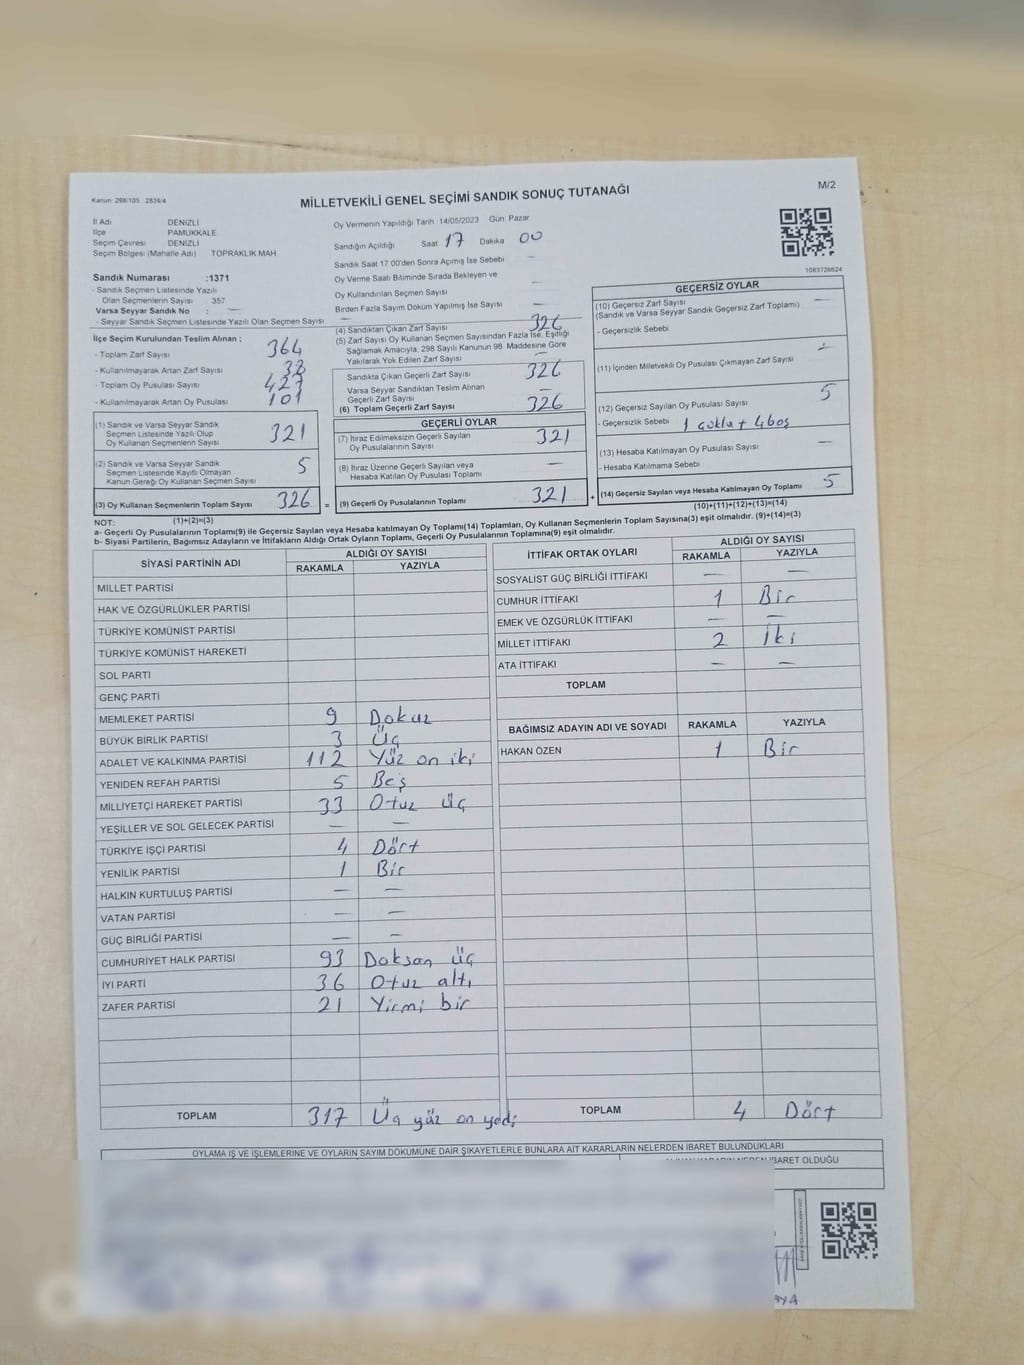 Kanun: 298/105 2839/4
MİLLETVEKİLİ GENEL SEÇİMİ SANDIK SONUÇ TUTANAĞI
M/2
İl Adı DENİZLİ
İlçe PAMUKKALE
Seçim Çevresi DENİZLİ
Seçim Bölgesi (Mahalle Adı) TOPRAKLIK MAH
Sandık Numarası :1371
- Sandık Seçmen Listesinde Yazılı
Olan Seçmenlerin Sayısı 357
Varsa Seyyar Sandık No : —
- Seyyar Sandık Seçmen Listesinde Yazılı Olan Seçmen Sayısı —
İlçe Seçim Kurulundan Teslim Alınan ;
- Toplam Zarf Sayısı 364
- Kullanılmayarak Artan Zarf Sayısı 38
- Toplam Oy Pusulası Sayısı 427
- Kullanılmayarak Artan Oy Pusulası 101
(1) Sandık ve Varsa Seyyar Sandık
Seçmen Listesinde Yazılı Olup
Oy Kullanan Seçmenlerin Sayısı 321
(2) Sandık ve Varsa Seyyar Sandık
Seçmen Listesinde Kayıtlı Olmayan
Kanun Gereği Oy Kullanan Seçmen Sayısı 5
(3) Oy Kullanan Seçmenlerin Toplam Sayısı 326 =
(1)+(2)=(3)
Oy Vermenin Yapıldığı Tarih 14/05/2023 Gün: Pazar
Sandığın Açıldığı Saat 17 Dakika 00
Sandık Saat 17:00'den Sonra Açılmış İse Sebebi —
Oy Verme Saati Bitiminde Sırada Bekleyen ve
Oy Kullandırılan Seçmen Sayısı —
Birden Fazla Sayım Döküm Yapılmış İse Sayısı —
(4) Sandıktan Çıkan Zarf Sayısı 326
(5) Zarf Sayısı Oy Kullanan Seçmen Sayısından Fazla İse, Eşitliği
Sağlamak Amacıyla, 298 Sayılı Kanunun 98. Maddesine Göre
Yakılarak Yok Edilen Zarf Sayısı —
Sandıkta Çıkan Geçerli Zarf Sayısı 326
Varsa Seyyar Sandıktan Teslim Alınan
Geçerli Zarf Sayısı —
(6) Toplam Geçerli Zarf Sayısı 326
GEÇERLİ OYLAR
(7) İtiraz Edilmeksizin Geçerli Sayılan
Oy Pusulalarının Sayısı 321
(8) İtiraz Üzerine Geçerli Sayılan veya
Hesaba Katılan Oy Pusulası Toplamı —
(9) Geçerli Oy Pusulalarının Toplamı 321 +
1083726624
GEÇERSİZ OYLAR
(10) Geçersiz Zarf Sayısı —
(Sandık ve Varsa Seyyar Sandık Geçersiz Zarf Toplamı)
- Geçersizlik Sebebi
(11) İçinden Milletvekili Oy Pusulası Çıkmayan Zarf Sayısı —
(12) Geçersiz Sayılan Oy Pusulası Sayısı 5
- Geçersizlik Sebebi 1 çoklu + 4 boş
(13) Hesaba Katılmayan Oy Pusulası Sayısı —
- Hesaba Katılmama Sebebi
(14) Geçersiz Sayılan veya Hesaba Katılmayan Oy Toplamı 5
(10)+(11)+(12)+(13)=(14)
NOT:
a- Geçerli Oy Pusulalarının Toplamı(9) ile Geçersiz Sayılan veya Hesaba katılmayan Oy Toplamı(14) Toplamları, Oy Kullanan Seçmenlerin Toplam Sayısına(3) eşit olmalıdır. (9)+(14)=(3)
b- Siyasi Partilerin, Bağımsız Adayların ve İttifakların Aldığı Ortak Oyların Toplamı, Geçerli Oy Pusulalarının Toplamına(9) eşit olmalıdır.
SİYASİ PARTİNİN ADI ALDIĞI OY SAYISI
RAKAMLA YAZIYLA
MİLLET PARTİSİ
HAK VE ÖZGÜRLÜKLER PARTİSİ
TÜRKİYE KOMÜNİST PARTİSİ
TÜRKİYE KOMÜNİST HAREKETİ
SOL PARTİ
GENÇ PARTİ
MEMLEKET PARTİSİ 9 Dokuz
BÜYÜK BİRLİK PARTİSİ 3 Üç
ADALET VE KALKINMA PARTİSİ 112 Yüz on iki
YENİDEN REFAH PARTİSİ 5 Beş
MİLLİYETÇİ HAREKET PARTİSİ 33 Otuz üç
YEŞİLLER VE SOL GELECEK PARTİSİ — —
TÜRKİYE İŞÇİ PARTİSİ 4 Dört
YENİLİK PARTİSİ 1 Bir
HALKIN KURTULUŞ PARTİSİ — —
VATAN PARTİSİ — —
GÜÇ BİRLİĞİ PARTİSİ — —
CUMHURİYET HALK PARTİSİ 93 Doksan üç
İYİ PARTİ 36 Otuz altı
ZAFER PARTİSİ 21 Yirmi bir
TOPLAM 317 Üç yüz on yedi
İTTİFAK ORTAK OYLARI ALDIĞI OY SAYISI
RAKAMLA YAZIYLA
SOSYALİST GÜÇ BİRLİĞİ İTTİFAKI — —
CUMHUR İTTİFAKI 1 Bir
EMEK VE ÖZGÜRLÜK İTTİFAKI — —
MİLLET İTTİFAKI 2 İki
ATA İTTİFAKI — —
TOPLAM
BAĞIMSIZ ADAYIN ADI VE SOYADI RAKAMLA YAZIYLA
HAKAN ÖZEN 1 Bir
TOPLAM 4 Dört
OYLAMA İŞ VE İŞLEMLERİNE VE OYLARIN SAYIM DÖKÜMÜNE DAİR ŞİKAYETLERLE BUNLARA AİT KARARLARIN NELERDEN İBARET BULUNDUKLARI
İBARET OLDUĞU